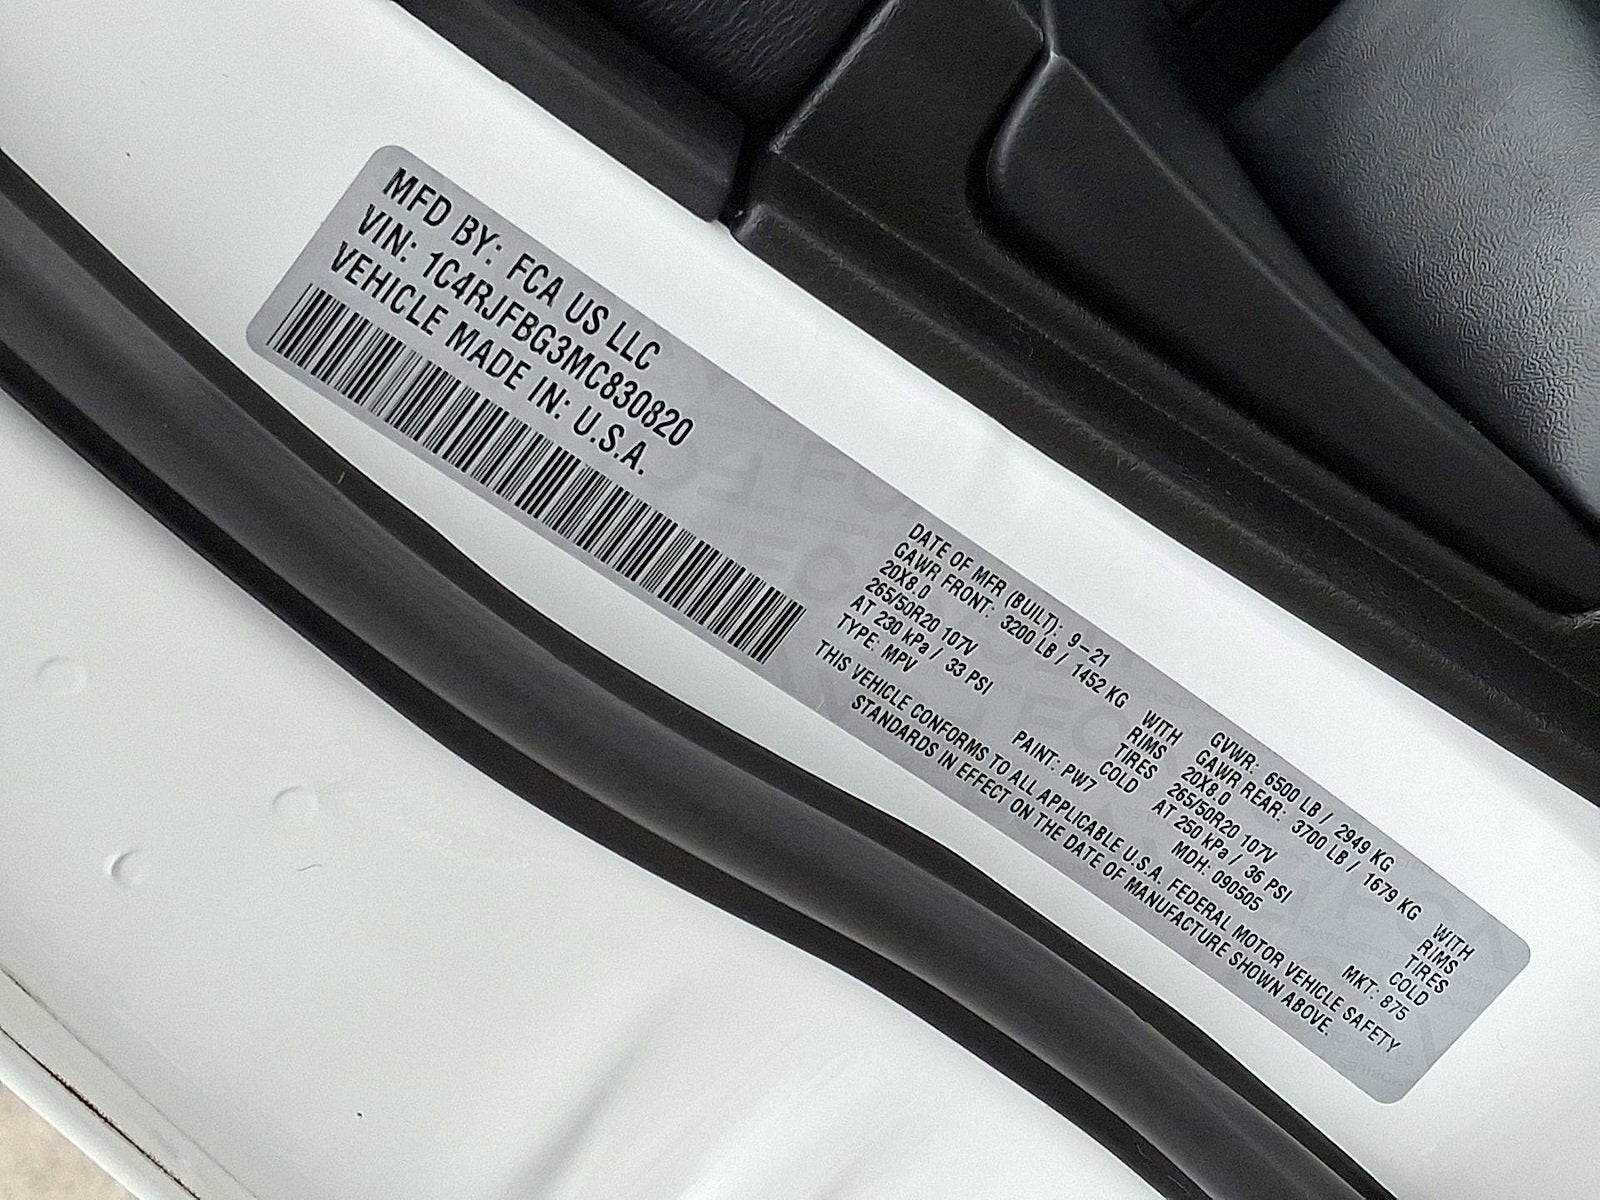 MFD BY: FCA US LLC
VIN: 1C4RJFBG3MC830820
VEHICLE MADE IN: U.S.A.
DATE OF MFR (BUILT): 9-21 GVWR: 6500 LB / 2949 KG
GAWR FRONT: 3200 LB / 1452 KG WITH GAWR REAR: 3700 LB / 1679 KG WITH
20X8.0 RIMS 20X8.0 RIMS
265/50R20 107V TIRES 265/50R20 107V TIRES
AT 230 kPa / 33 PSI COLD AT 250 kPa / 36 PSI COLD
TYPE: MPV PAINT: PW7 MDH: 090505 MKT: 875
THIS VEHICLE CONFORMS TO ALL APPLICABLE U.S.A. FEDERAL MOTOR VEHICLE SAFETY
STANDARDS IN EFFECT ON THE DATE OF MANUFACTURE SHOWN ABOVE.